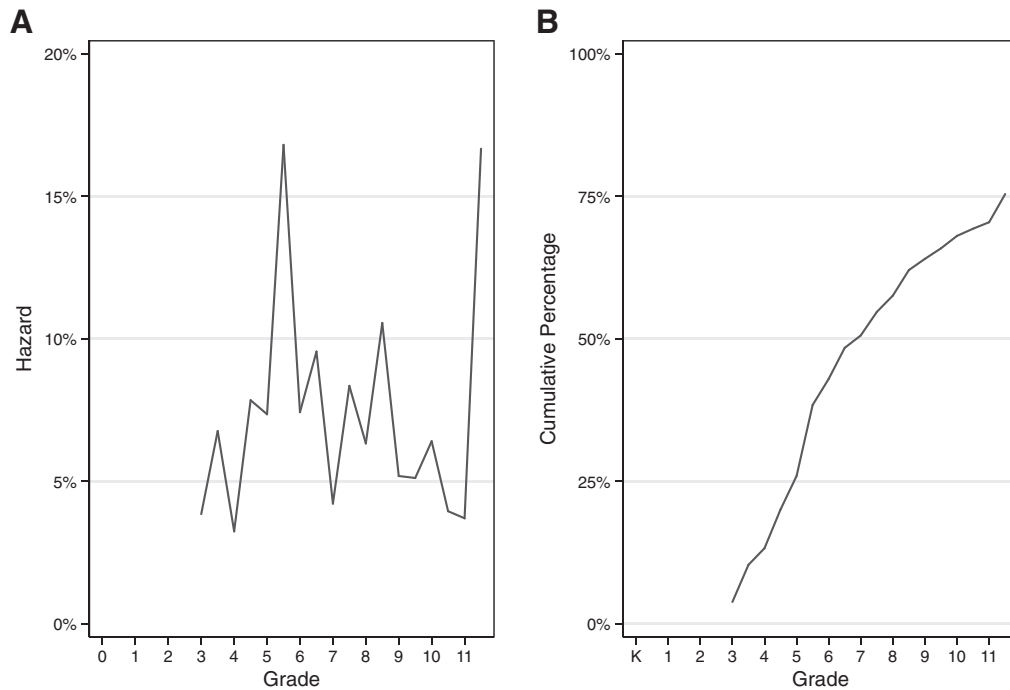 A
20%
15%
10%
5%
0%
Hazard
0 1 2 3 4 5 6 7 8 9 10 11
Grade
B
100%
75%
50%
25%
0%
Cumulative Percentage
K 1 2 3 4 5 6 7 8 9 10 11
Grade